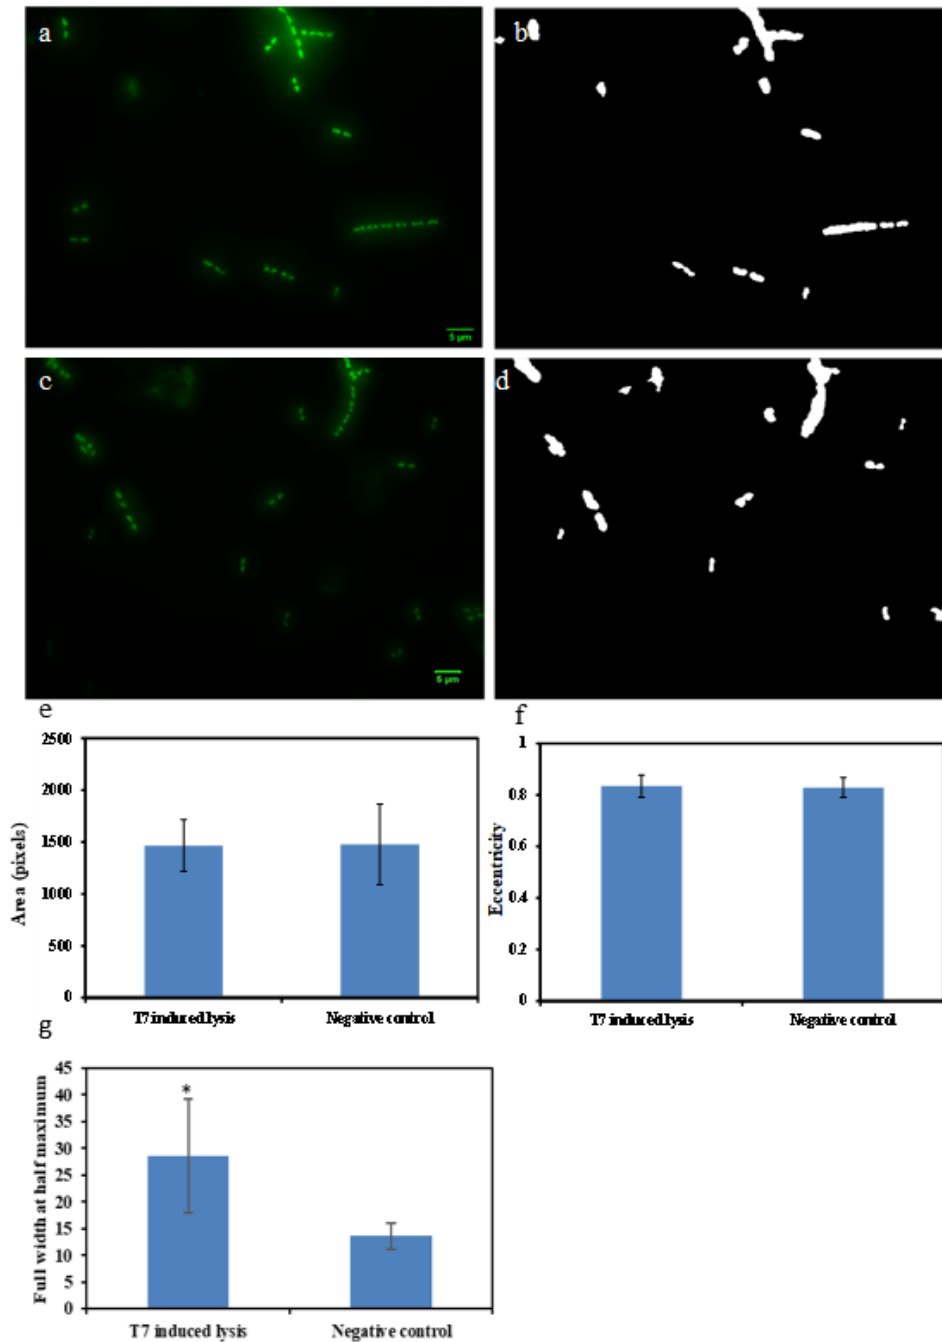 a
b
5 µm
c
d
5 µm
e
f
2500
2000
1500
1000
500
0
Area (pixels)
T7 induced lysis
Negative control
1
0.8
0.6
0.4
0.2
0
Eccentricity
T7 induced lysis
Negative control
g
45
40
35
30
25
20
15
10
5
0
Full width at half maximum
*
T7 induced lysis
Negative control